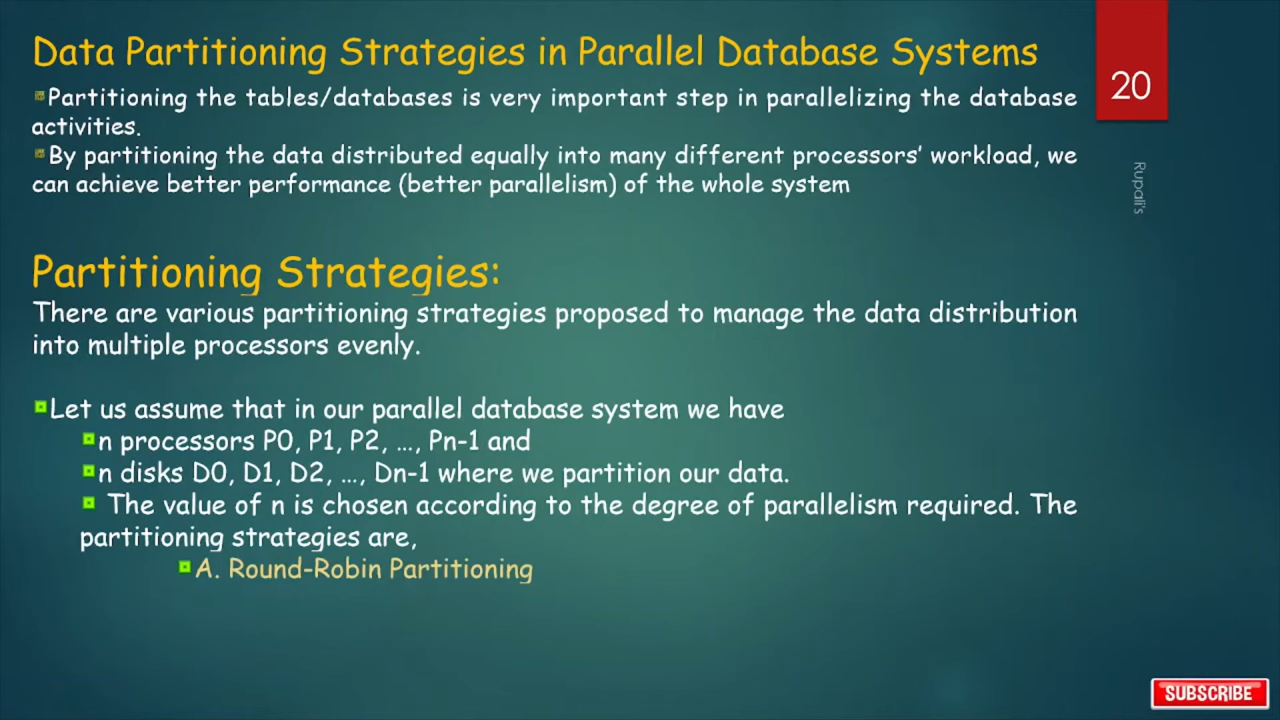 Data Partitioning Strategies in Parallel Database Systems
Partitioning the tables/databases is very important step in parallelizing the database
activities.
By partitioning the data distributed equally into many different processors' workload, we
can achieve better performance (better parallelism) of the whole system
Partitioning Strategies:
There are various partitioning strategies proposed to manage the data distribution
into multiple processors evenly.
Let us assume that in our parallel database system we have
n processors P0, P1, P2, ..., Pn-1 and
n disks D0, D1, D2, ..., Dn-1 where we partition our data.
The value of n is chosen according to the degree of parallelism required. The
partitioning strategies are,
A. Round-Robin Partitioning
20
Rupali's
SUBSCRIBE